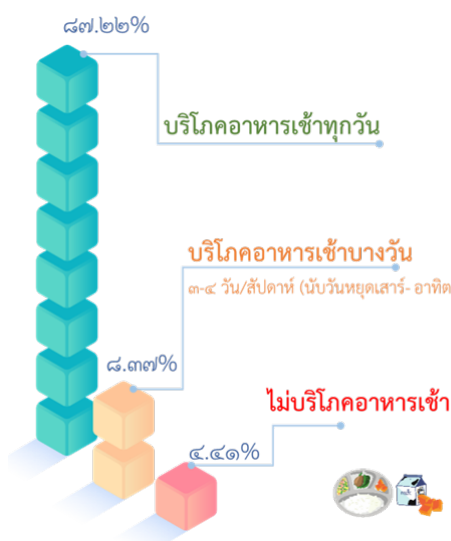 ๘๗.๒๒%
บริโภคอาหารเช้าทุกวัน
บริโภคอาหารเช้าบางวัน
๓-๔ วัน/สัปดาห์ (นับวันหยุดเสาร์- อาทิต
๘.๓๗%
ไม่บริโภคอาหารเช้า
๔.๔๑%